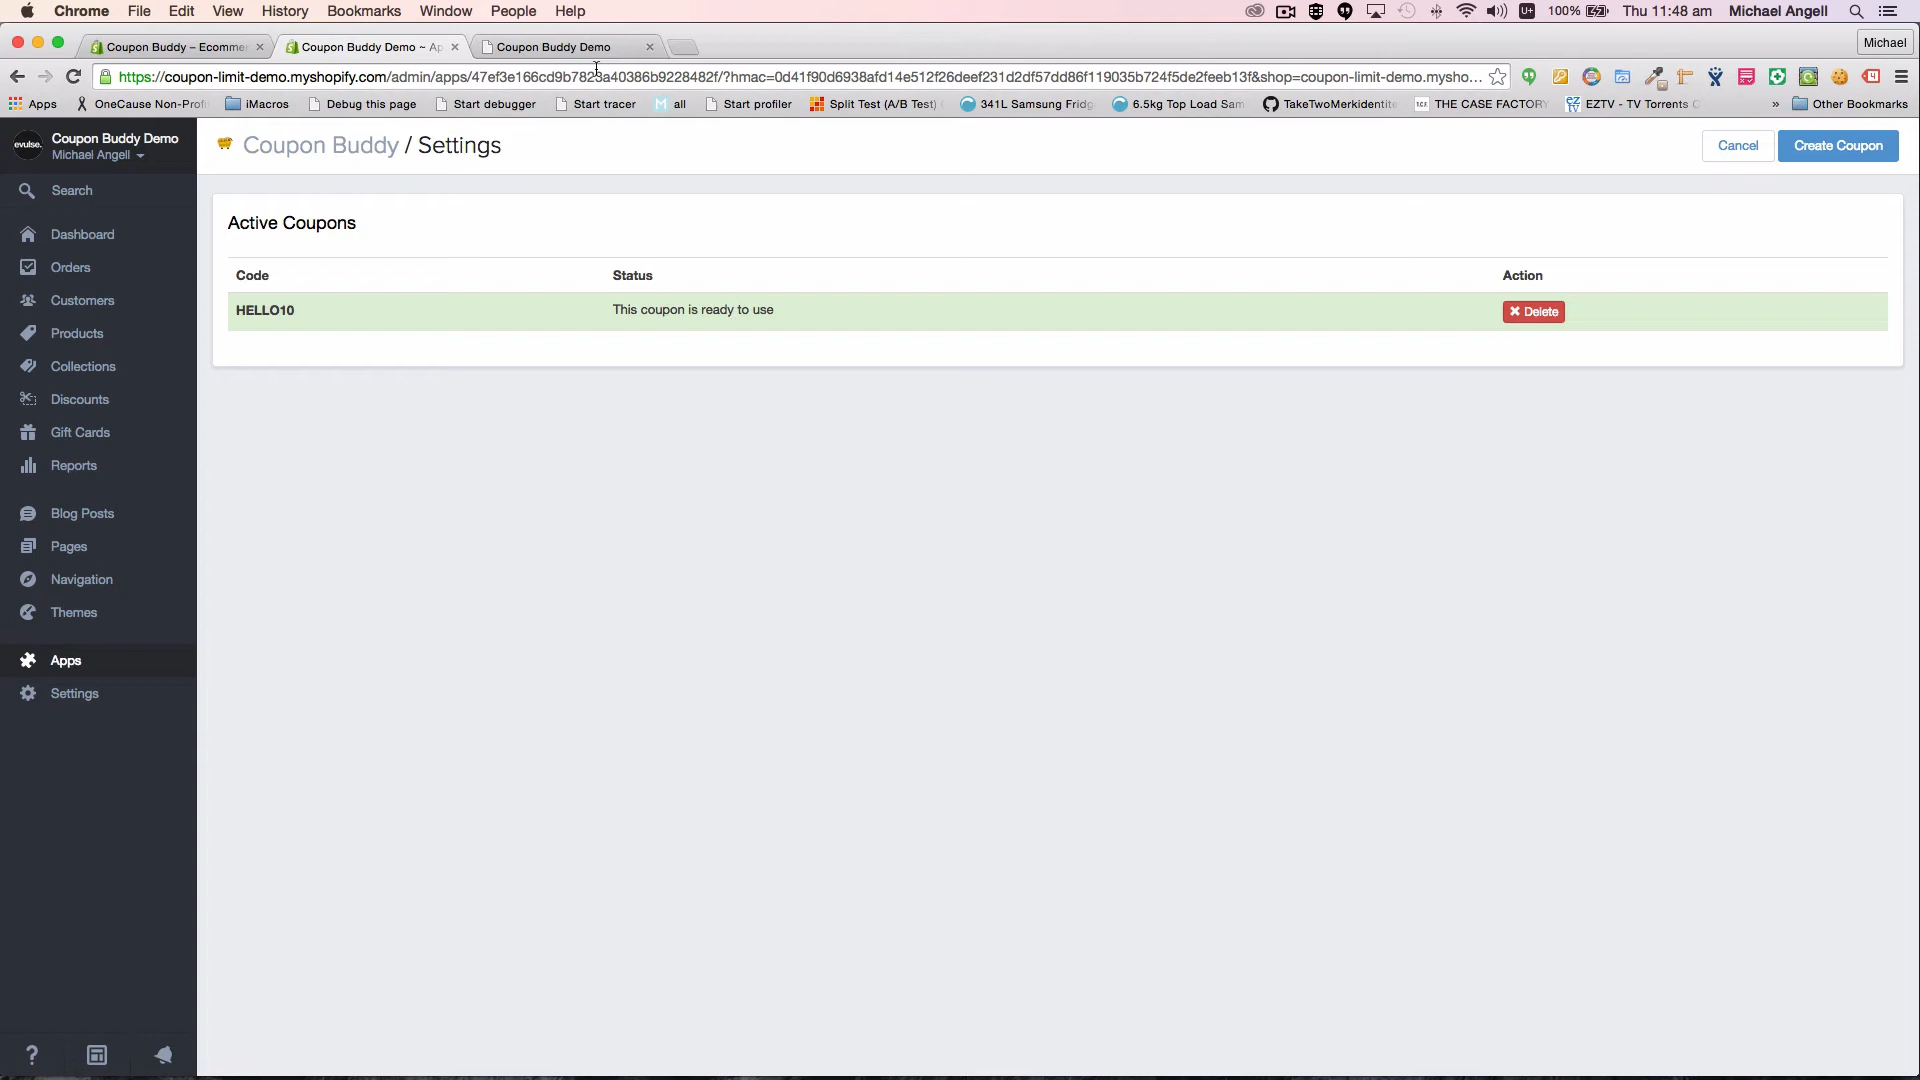 Chrome File Edit View History Bookmarks Window People Help 100% Thu 11:48 am Michael Angell
Coupon Buddy – Ecommer Coupon Buddy Demo ~ Ap Coupon Buddy Demo Michael
https://coupon-limit-demo.myshopify.com/admin/apps/47ef3e166cd9b7823a40386b9228482f/?hmac=0d41f90d6938afd14e512f26deef231d2df57dd86f119035b724f5de2feeb13f&shop=coupon-limit-demo.mysho...
Apps OneCause Non-Profi iMacros Debug this page Start debugger Start tracer all Start profiler Split Test (A/B Test) 341L Samsung Fridg 6.5kg Top Load Sam TakeTwoMerkidentite THE CASE FACTORY EZTV - TV Torrents » Other Bookmarks
evulse. Coupon Buddy Demo
Michael Angell
Coupon Buddy / Settings
Cancel Create Coupon
Search
Dashboard
Orders
Customers
Products
Collections
Discounts
Gift Cards
Reports
Blog Posts
Pages
Navigation
Themes
Apps
Settings
Active Coupons
Code Status Action
HELLO10 This coupon is ready to use Delete